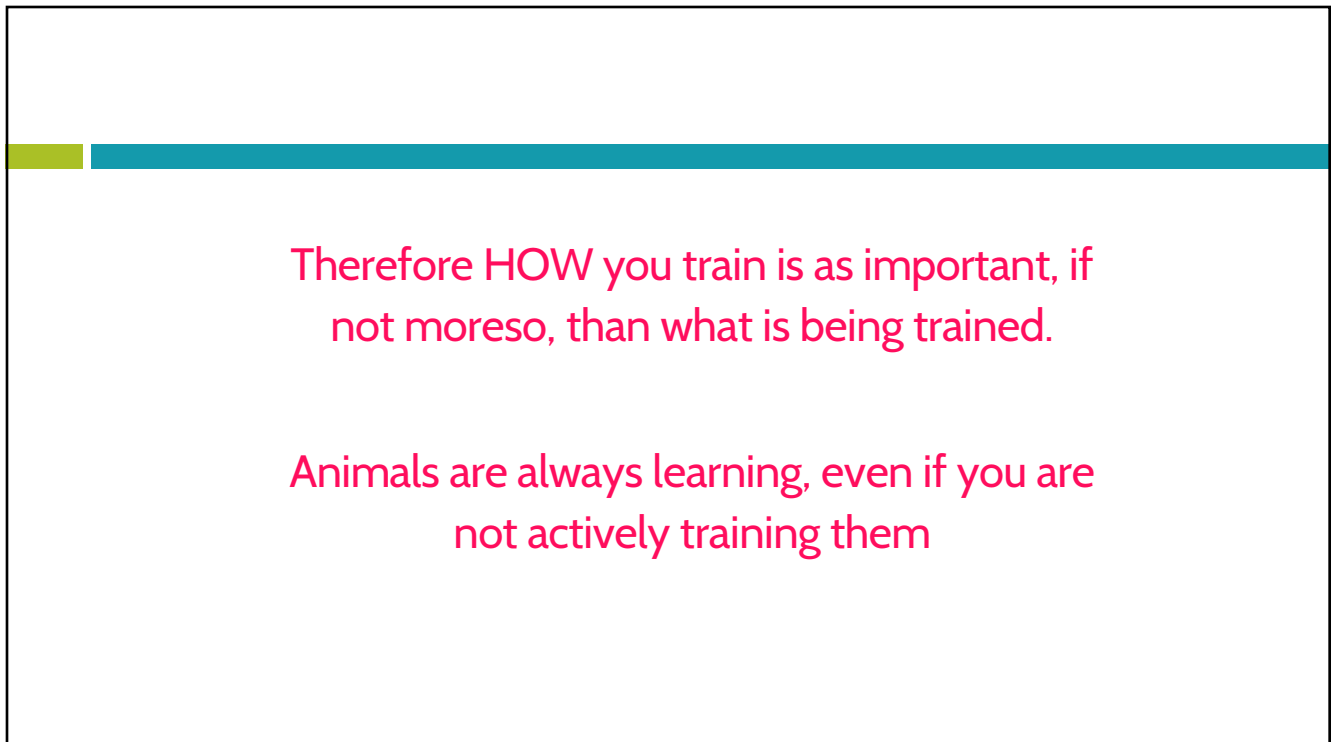 Therefore HOW you train is as important, if
not moreso, than what is being trained.
Animals are always learning, even if you are
not actively training them